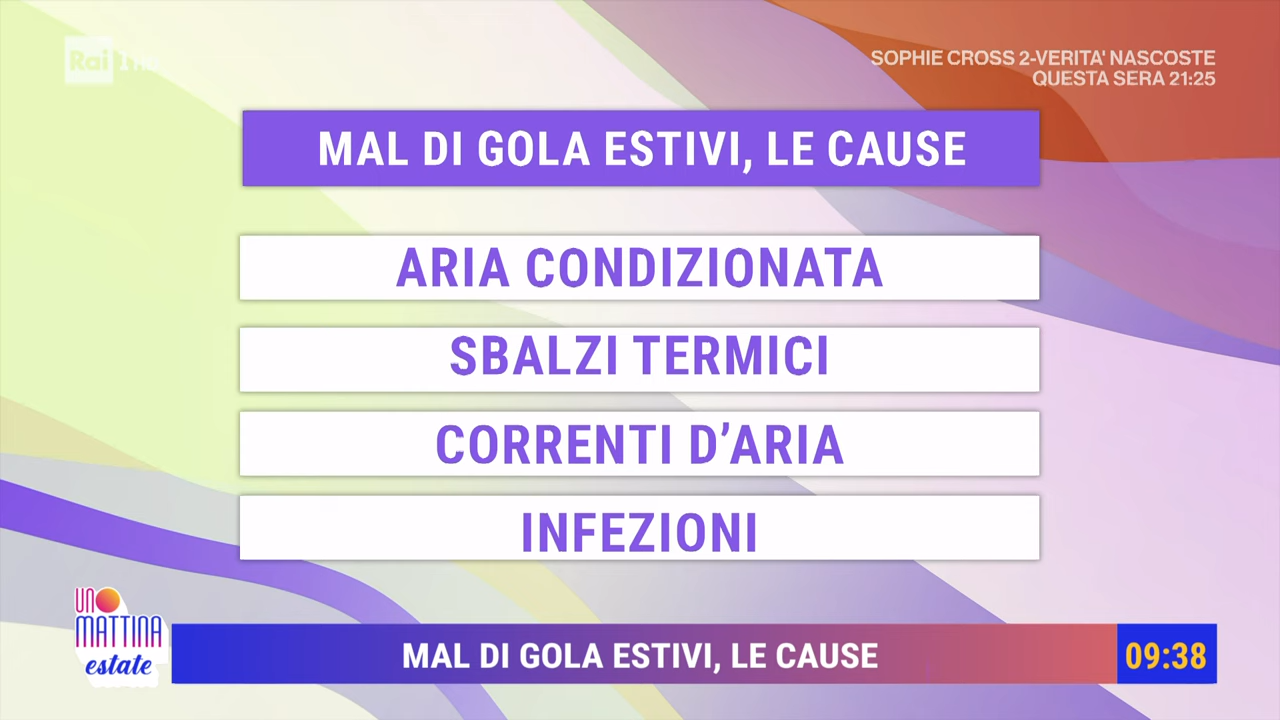 Rai
SOPHIE CROSS 2-VERITA' NASCOSTE
QUESTA SERA 21:25
MAL DI GOLA ESTIVI, LE CAUSE
ARIA CONDIZIONATA
SBALZI TERMICI
CORRENTI D’ARIA
INFEZIONI
UNO
MATTINA
estate
MAL DI GOLA ESTIVI, LE CAUSE
09:38